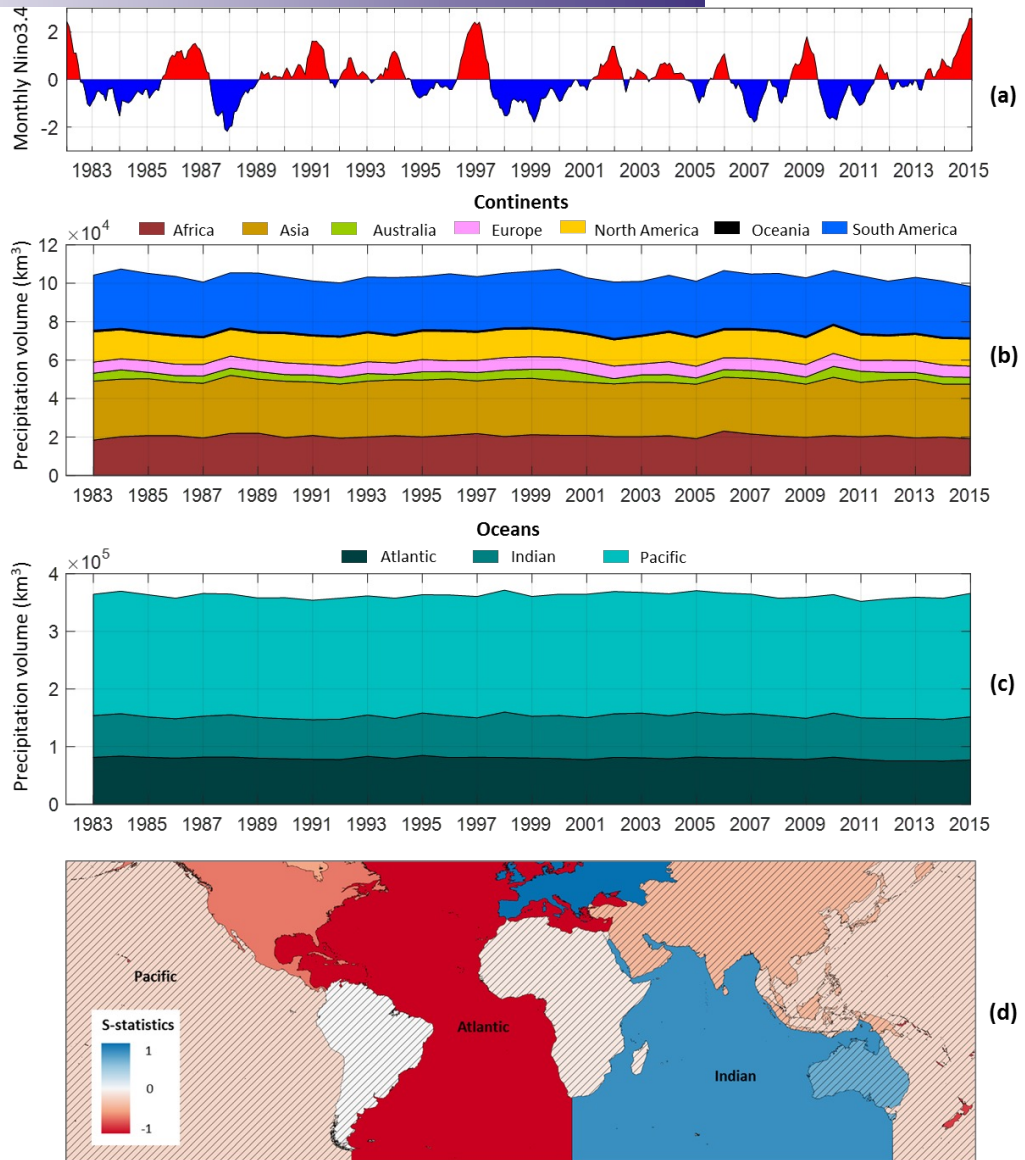 Monthly Nino3.4
2
0
-2
1983 1985 1987 1989 1991 1993 1995 1997 1999 2001 2003 2005 2007 2009 2011 2013 2015
(a)
Continents
Africa Asia Australia Europe North America Oceania South America
×10⁴
Precipitation volume (km³)
12
10
8
6
4
2
0
1983 1985 1987 1989 1991 1993 1995 1997 1999 2001 2003 2005 2007 2009 2011 2013 2015
(b)
Oceans
Atlantic Indian Pacific
×10⁵
Precipitation volume (km³)
4
3
2
1
0
1983 1985 1987 1989 1991 1993 1995 1997 1999 2001 2003 2005 2007 2009 2011 2013 2015
(c)
Pacific
Atlantic
Indian
S-statistics
1
0
-1
(d)